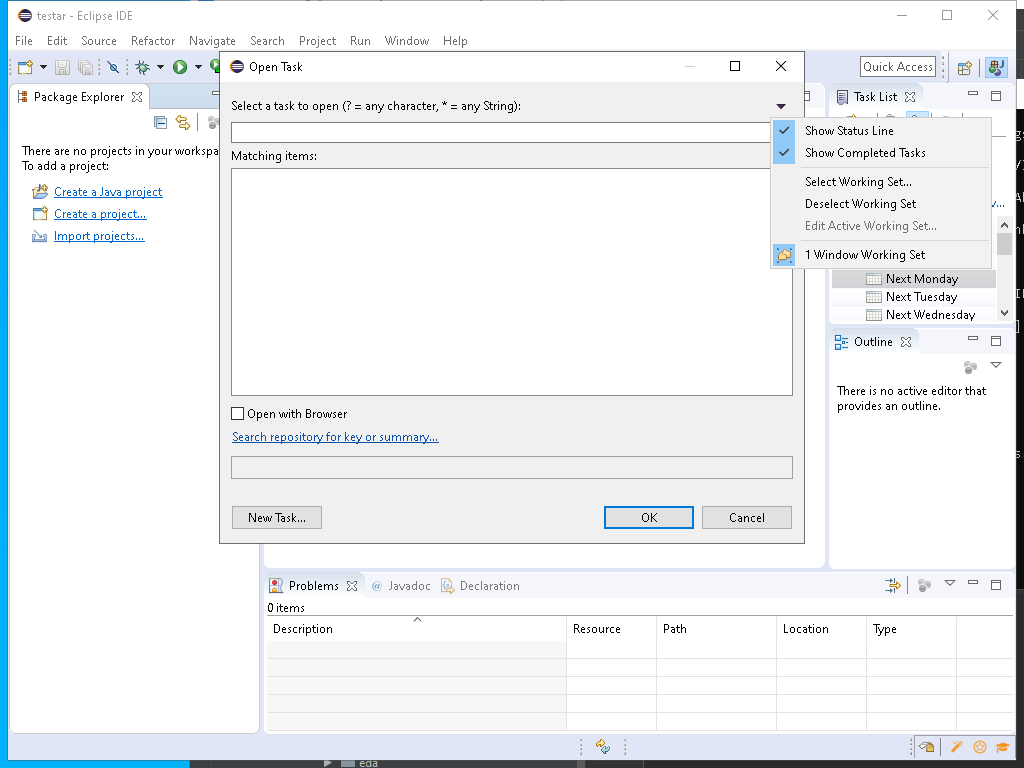 testar - Eclipse IDE
File Edit Source Refactor Navigate Search Project Run Window Help
Quick Access
Package Explorer
There are no projects in your workspa
To add a project:
Create a Java project
Create a project...
Import projects...
Open Task
Select a task to open (? = any character, * = any String):
Matching items:
Open with Browser
Search repository for key or summary...
New Task...
OK
Cancel
Task List
Show Status Line
Show Completed Tasks
Select Working Set...
Deselect Working Set
Edit Active Working Set...
1 Window Working Set
Next Monday
Next Tuesday
Next Wednesday
Outline
There is no active editor that
provides an outline.
Problems @ Javadoc Declaration
0 items
Description Resource Path Location Type
eda